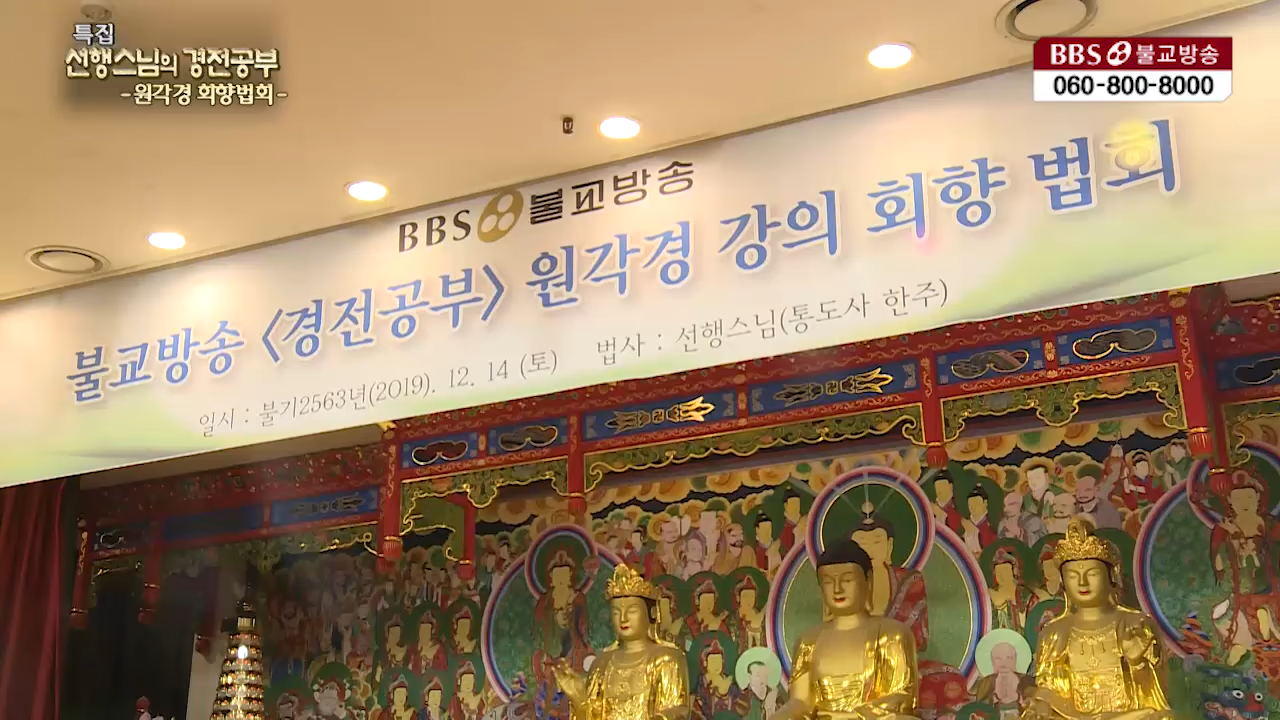 특집
선행스님의 경전공부
-원각경 회향법회-
BBS 불교방송
060-800-8000
BBS 불교방송
불교방송 <경전공부> 원각경 강의 회향 법회
일시 : 불기2563년(2019). 12. 14 (토) 법사 : 선행스님(통도사 한주)